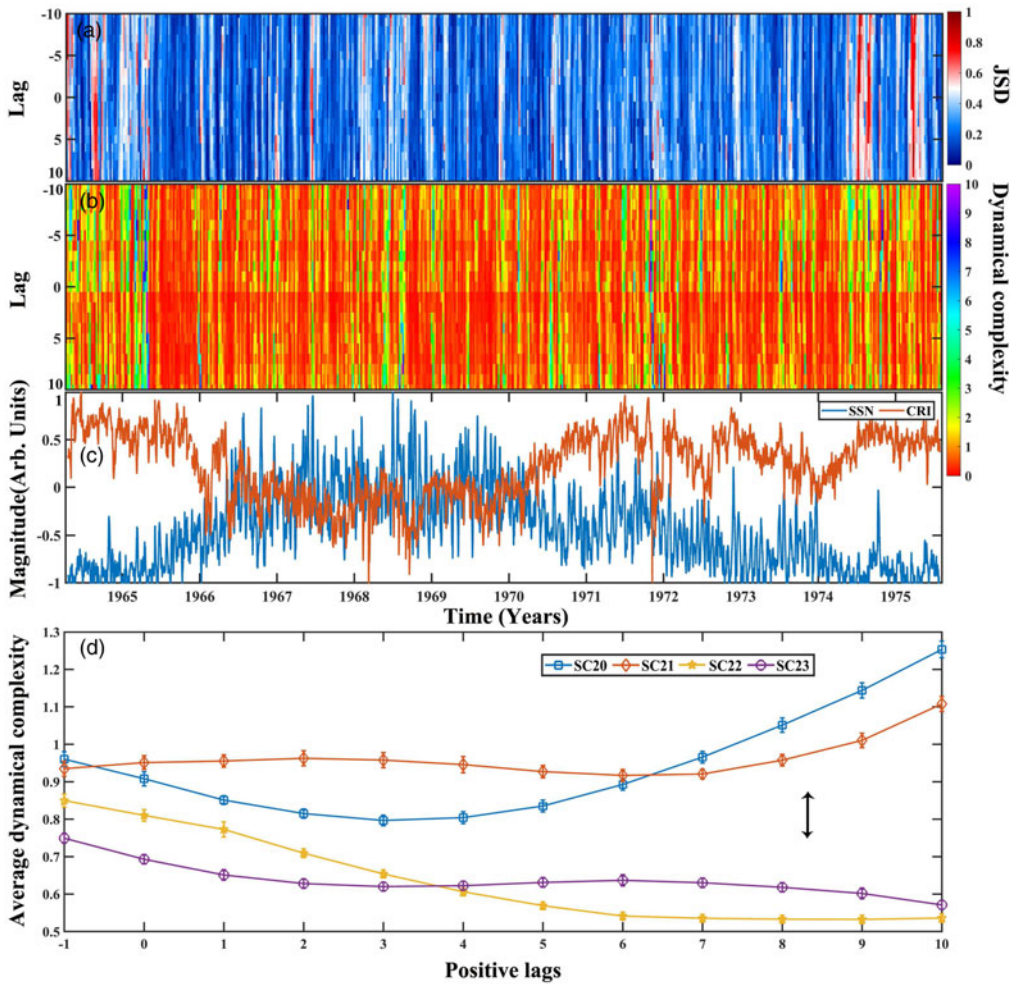 (a)
Lag
-10
-5
0
5
10
1
0.8
0.6
0.4
0.2
0
JSD
(b)
Lag
-10
-5
0
5
10
10
9
8
7
6
5
4
3
2
1
0
Dynamical complexity
(c)
Magnitude(Arb. Units)
1
0.5
0
-0.5
-1
SSN CRI
1965 1966 1967 1968 1969 1970 1971 1972 1973 1974 1975
Time (Years)
(d)
Average dynamical complexity
1.3
1.2
1.1
1
0.9
0.8
0.7
0.6
0.5
SC20 SC21 SC22 SC23
-1 0 1 2 3 4 5 6 7 8 9 10
Positive lags